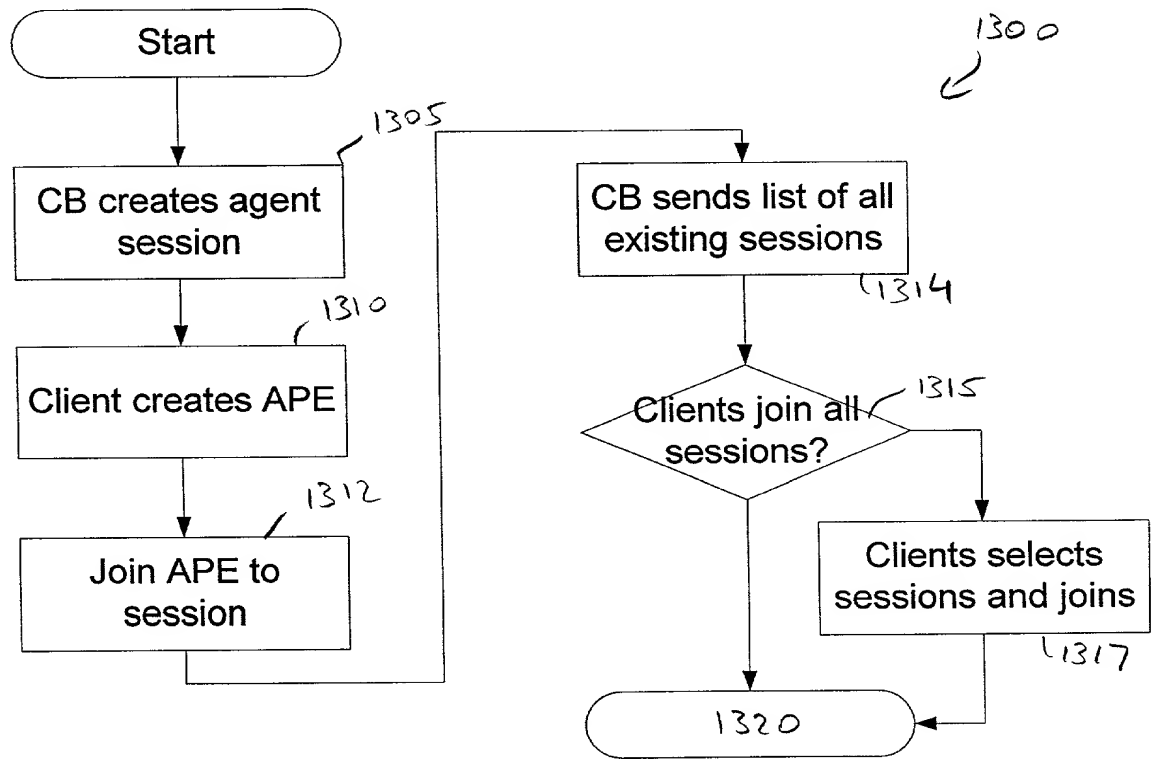 Start
1300
1305
CB creates agent
session
1310
Client creates APE
1312
Join APE to
session
CB sends list of all
existing sessions
1314
1315
Clients join all
sessions?
Clients selects
sessions and joins
1317
1320